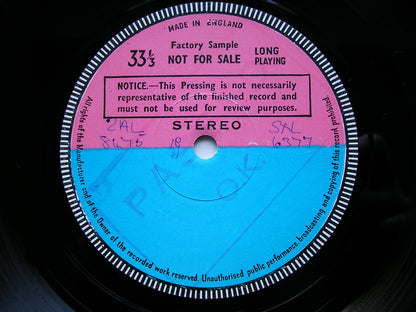 MADE IN ENGLAND
Factory Sample
33⅓ NOT FOR SALE LONG PLAYING
NOTICE.—This Pressing is not necessarily
representative of the finished record and
must not be used for review purposes.
STEREO
ZAL SXL
PA
OK
All rights of the Manufacturer and of the Owner of the recorded work reserved. Unauthorised public performance, broadcasting and copying of this record prohibited